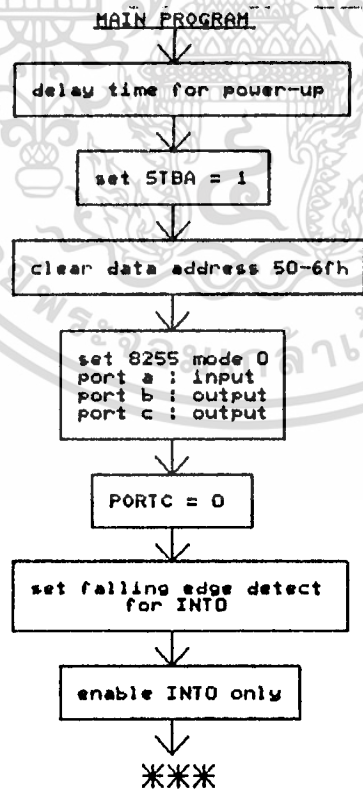 MAIN PROGRAM
delay time for power-up
set STBA = 1
clear data address 50-6fh
set 8255 mode 0
port a : input
port b : output
port c : output
PORTC = 0
set falling edge detect
for INT0
enable INT0 only
***